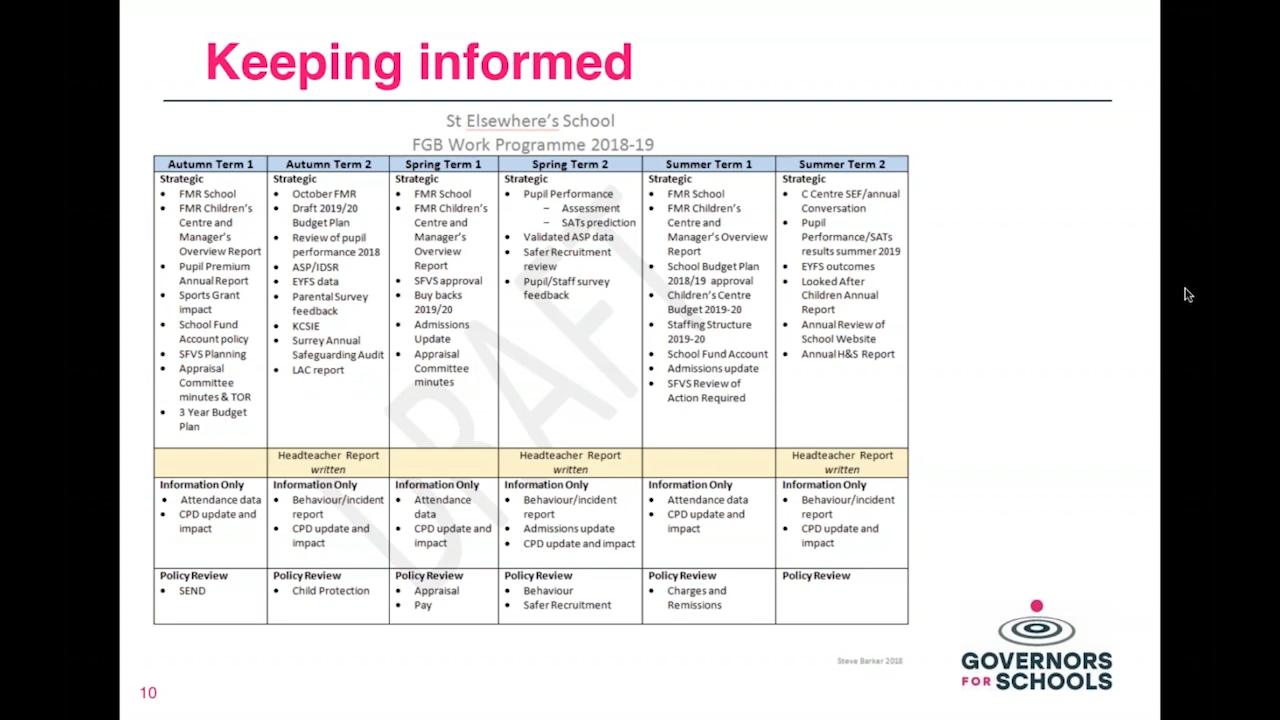 Keeping informed
St Elsewhere's School
FGB Work Programme 2018-19
Autumn Term 1
Autumn Term 2
Spring Term 1
Spring Term 2
Summer Term 1
Summer Term 2
Strategic
• FMR School
• FMR Children's
Centre and
Manager's
Overview Report
• Pupil Premium
Annual Report
• Sports Grant
impact
• School Fund
Account policy
• SFVS Planning
• Appraisal
Committee
minutes & TOR
• 3 Year Budget
Plan
Strategic
• October FMR
• Draft 2019/20
Budget Plan
• Review of pupil
performance 2018
• ASP/IDSR
• EYFS data
• Parental Survey
feedback
• KCSIE
• Surrey Annual
Safeguarding Audit
• LAC report
Strategic
• FMR School
• FMR Children's
Centre and
Manager's
Overview
Report
• SFVS approval
• Buy backs
2019/20
• Admissions
Update
• Appraisal
Committee
minutes
Strategic
• Pupil Performance
– Assessment
– SATs prediction
• Validated ASP data
• Safer Recruitment
review
• Pupil/Staff survey
feedback
Strategic
• FMR School
• FMR Children's
Centre and
Manager's Overview
Report
• School Budget Plan
2018/19 approval
• Children's Centre
Budget 2019-20
• Staffing Structure
2019-20
• School Fund Account
• Admissions update
• SFVS Review of
Action Required
Strategic
• C Centre SEF/annual
Conversation
• Pupil
Performance/SATs
results summer 2019
• EYFS outcomes
• Looked After
Children Annual
Report
• Annual Review of
School Website
• Annual H&S Report
Headteacher Report
written
Headteacher Report
written
Headteacher Report
written
Information Only
• Attendance data
• CPD update and
impact
Information Only
• Behaviour/incident
report
• CPD update and
impact
Information Only
• Attendance
data
• CPD update and
impact
Information Only
• Behaviour/incident
report
• Admissions update
• CPD update and impact
Information Only
• Attendance data
• CPD update and
impact
Information Only
• Behaviour/incident
report
• CPD update and
impact
Policy Review
• SEND
Policy Review
• Child Protection
Policy Review
• Appraisal
• Pay
Policy Review
• Behaviour
• Safer Recruitment
Policy Review
• Charges and
Remissions
Policy Review
DRAFT
Steve Barker 2018
GOVERNORS
FOR SCHOOLS
10